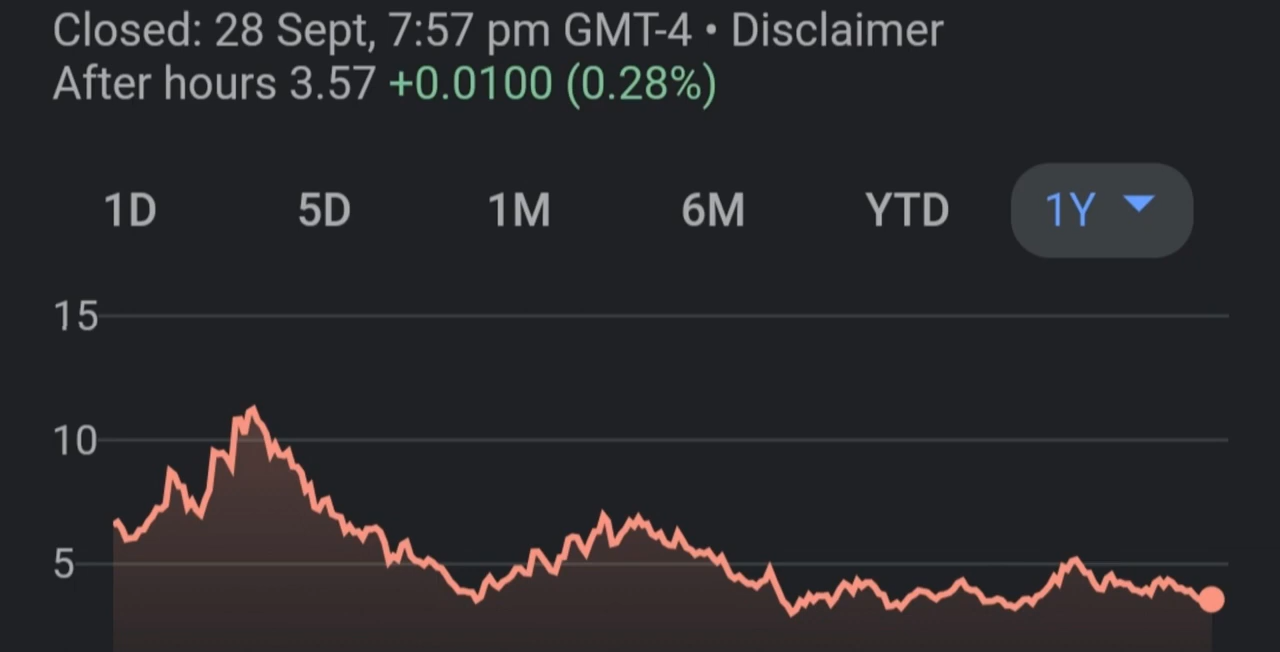 Closed: 28 Sept, 7:57 pm GMT-4 • Disclaimer
After hours 3.57 +0.0100 (0.28%)
1D 5D 1M 6M YTD 1Y
15
10
5